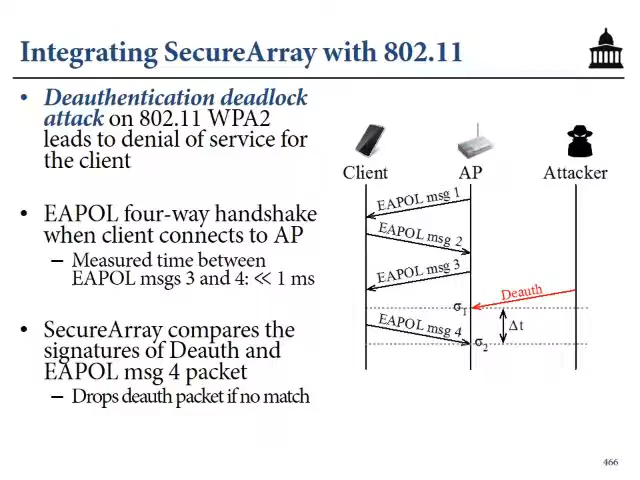 Integrating SecureArray with 802.11
• Deauthentication deadlock
attack on 802.11 WPA2
leads to denial of service for
the client
• EAPOL four-way handshake
when client connects to AP
– Measured time between
EAPOL msgs 3 and 4: ≪ 1 ms
• SecureArray compares the
signatures of Deauth and
EAPOL msg 4 packet
– Drops deauth packet if no match
Client AP Attacker
EAPOL msg 1
EAPOL msg 2
EAPOL msg 3
Deauth
σ1
EAPOL msg 4
Δt
σ2
466